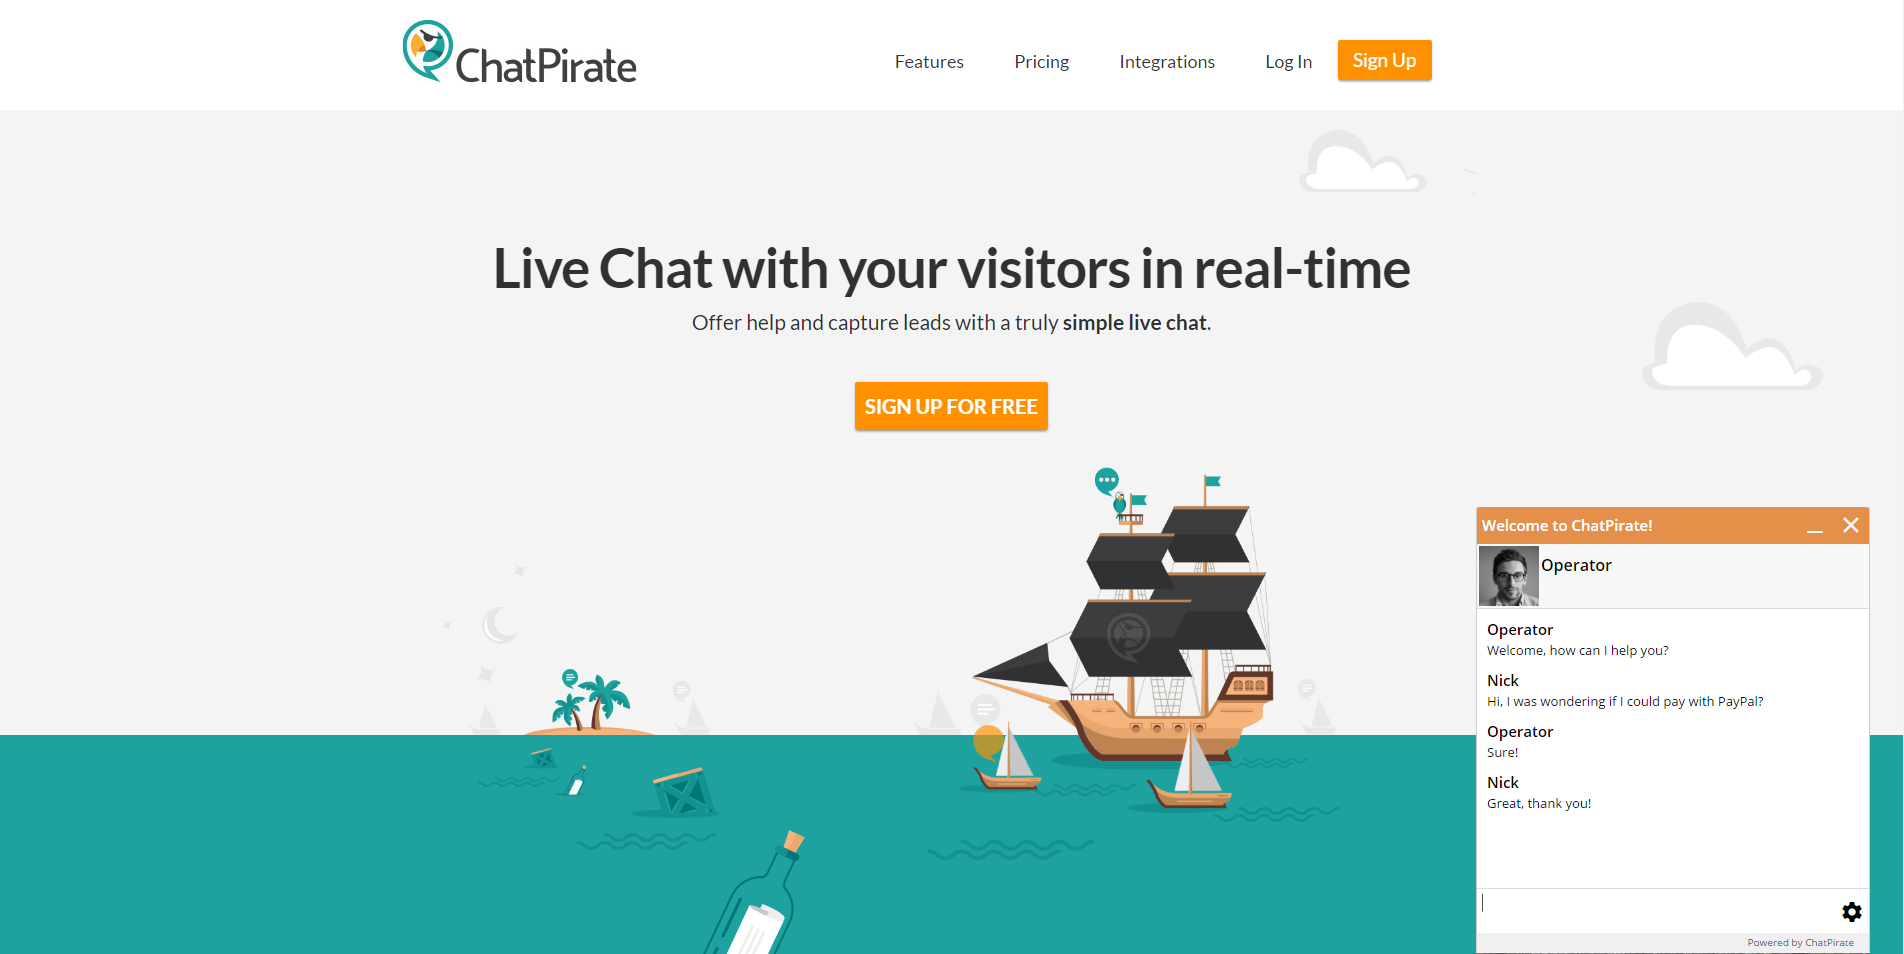 ChatPirate
Features
Pricing
Integrations
Log In
Sign Up
Live Chat with your visitors in real-time
Offer help and capture leads with a truly simple live chat.
SIGN UP FOR FREE
Welcome to ChatPirate!
Operator
Operator
Welcome, how can I help you?
Nick
Hi, I was wondering if I could pay with PayPal?
Operator
Sure!
Nick
Great, thank you!
Powered by ChatPirate